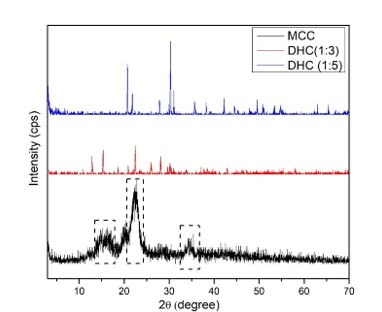 MCC
DHC(1:3)
DHC (1:5)
Intensity (cps)
10 20 30 40 50 60 70
2θ (degree)